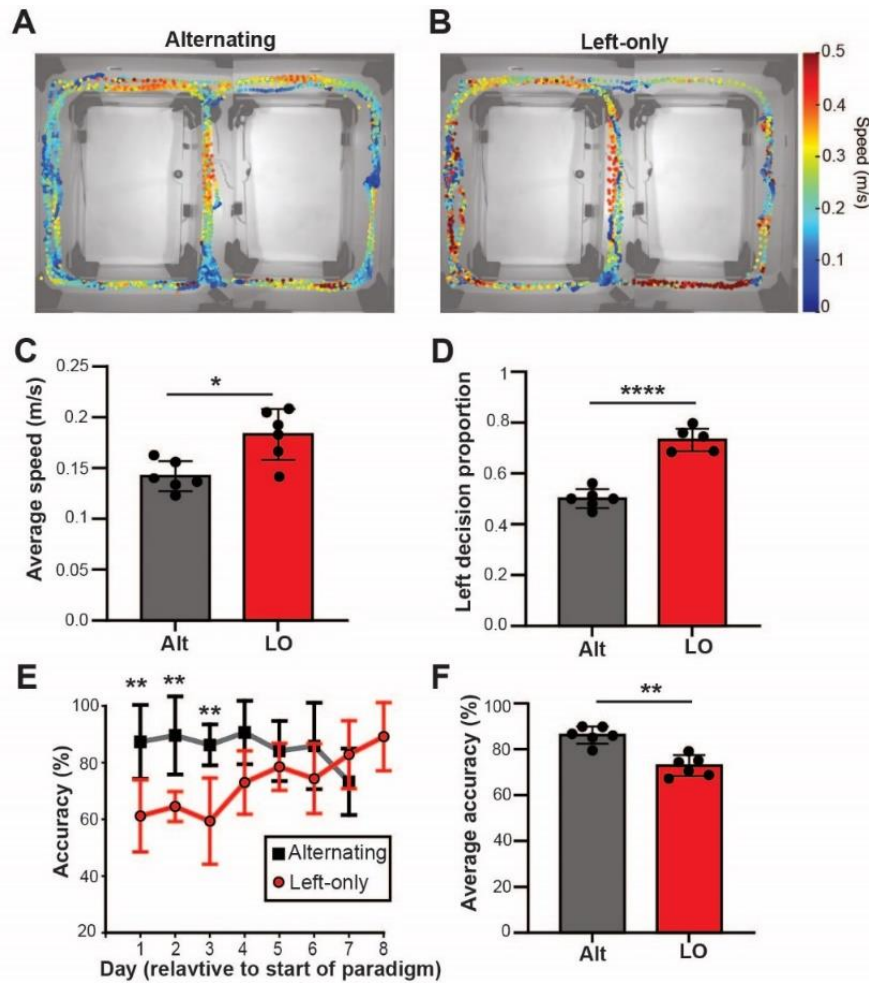 A
Alternating
B
Left-only
0.5
0.4
0.3
0.2
0.1
0
Speed (m/s)
C
Average speed (m/s)
0.25
0.2
0.15
0.1
0.05
0.0
*
Alt
LO
D
Left decision proportion
1
0.8
0.6
0.4
0.2
0
****
Alt
LO
E
Accuracy (%)
100
80
60
40
20
**
**
**
Alternating
Left-only
1
2
3
4
5
6
7
8
Day (relavtive to start of paradigm)
F
Average accuracy (%)
100
80
60
40
20
0
**
Alt
LO